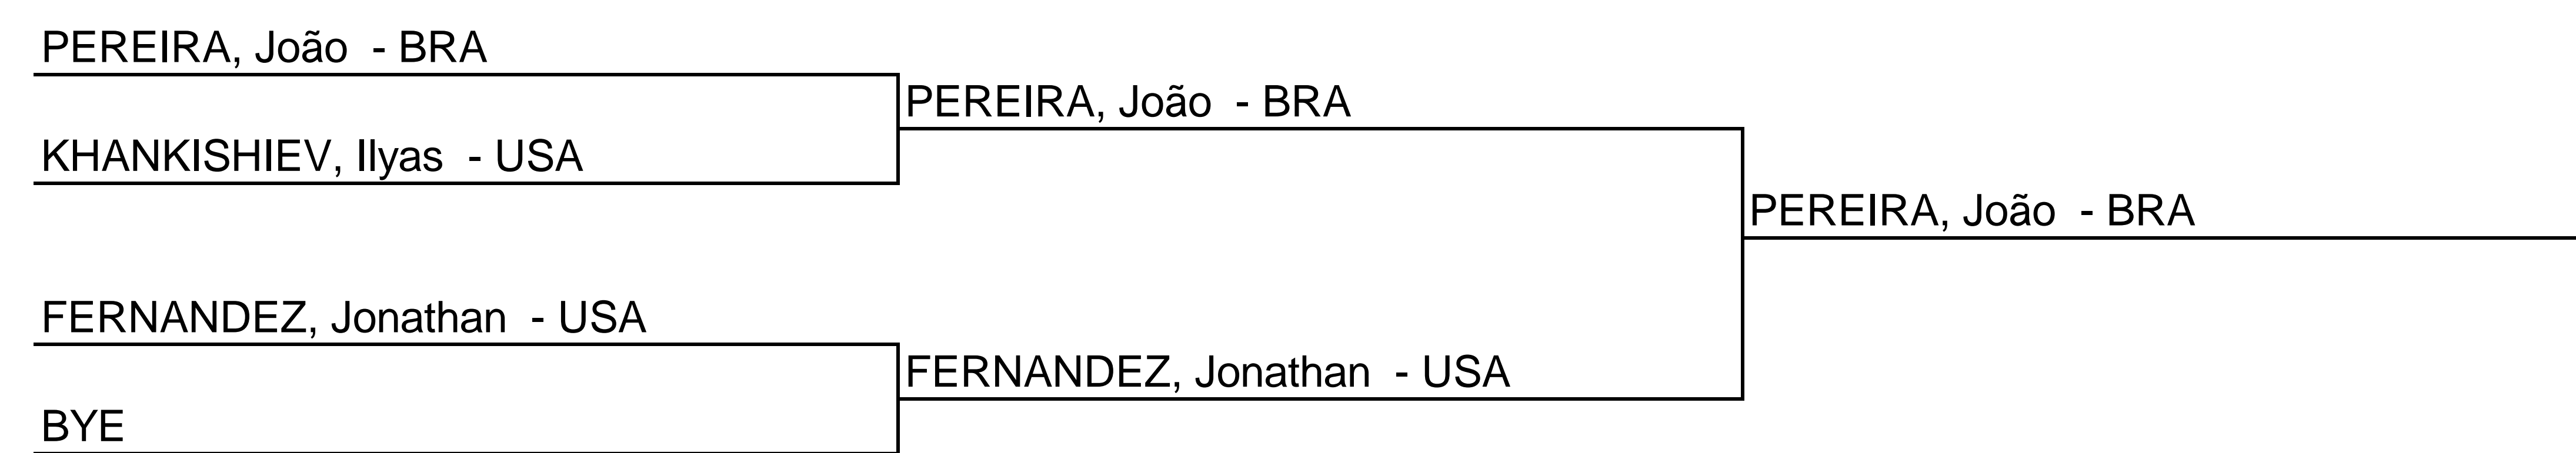 PEREIRA, João - BRA
PEREIRA, João - BRA
KHANKISHIEV, Ilyas - USA
PEREIRA, João - BRA
FERNANDEZ, Jonathan - USA
FERNANDEZ, Jonathan - USA
BYE